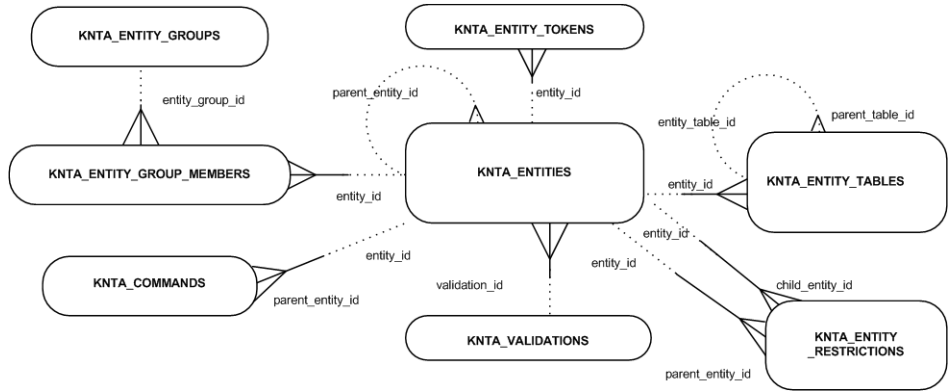 KNTA_ENTITY_GROUPS
KNTA_ENTITY_TOKENS
entity_group_id
parent_entity_id
entity_id
entity_table_id
parent_table_id
KNTA_ENTITY_GROUP_MEMBERS
KNTA_ENTITIES
KNTA_ENTITY_TABLES
entity_id
entity_id
entity_id
entity_id
entity_id
KNTA_COMMANDS
parent_entity_id
validation_id
child_entity_id
KNTA_VALIDATIONS
KNTA_ENTITY
_RESTRICTIONS
parent_entity_id